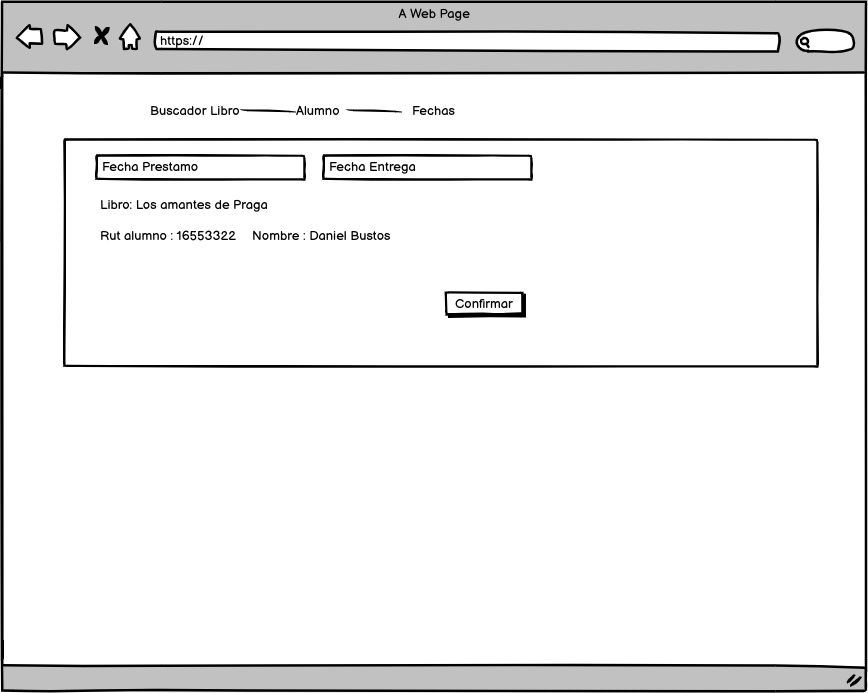 A Web Page
https://
Buscador Libro Alumno Fechas
Fecha Prestamo Fecha Entrega
Libro: Los amantes de Praga
Rut alumno : 16553322 Nombre : Daniel Bustos
Confirmar